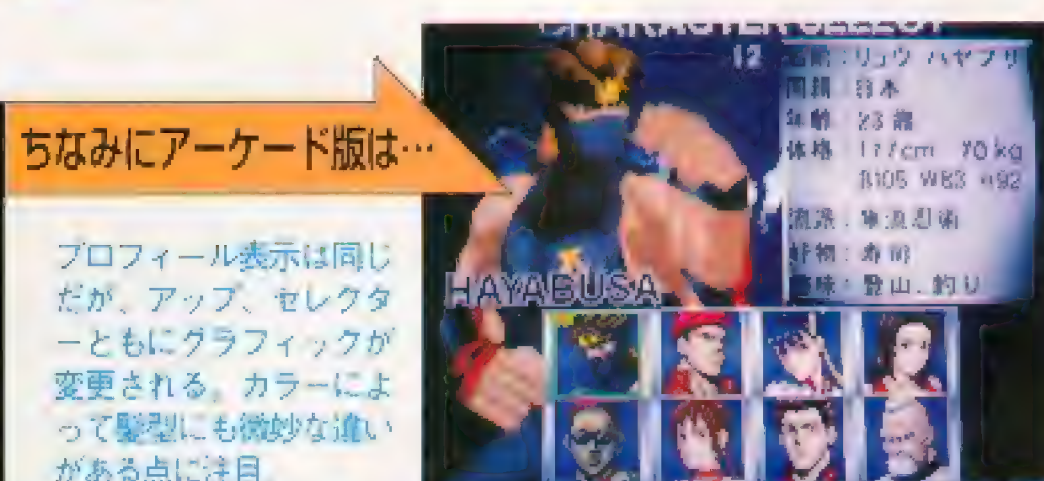 ちなみにアーケード版は…
プロフィール表示は同じ
だが、アップ、セレクタ
ーともにグラフィックが
変更される。カラーによ
って髪型にも微妙な違い
がある点に注目。
CHARACTER SELECT
12
名前：リュウ ハヤブサ
国籍：日本
年齢：23歳
体格：177cm 70kg
B105 W83 H92
流派：
好物：寿司
趣味：登山、釣り
HAYABUSA